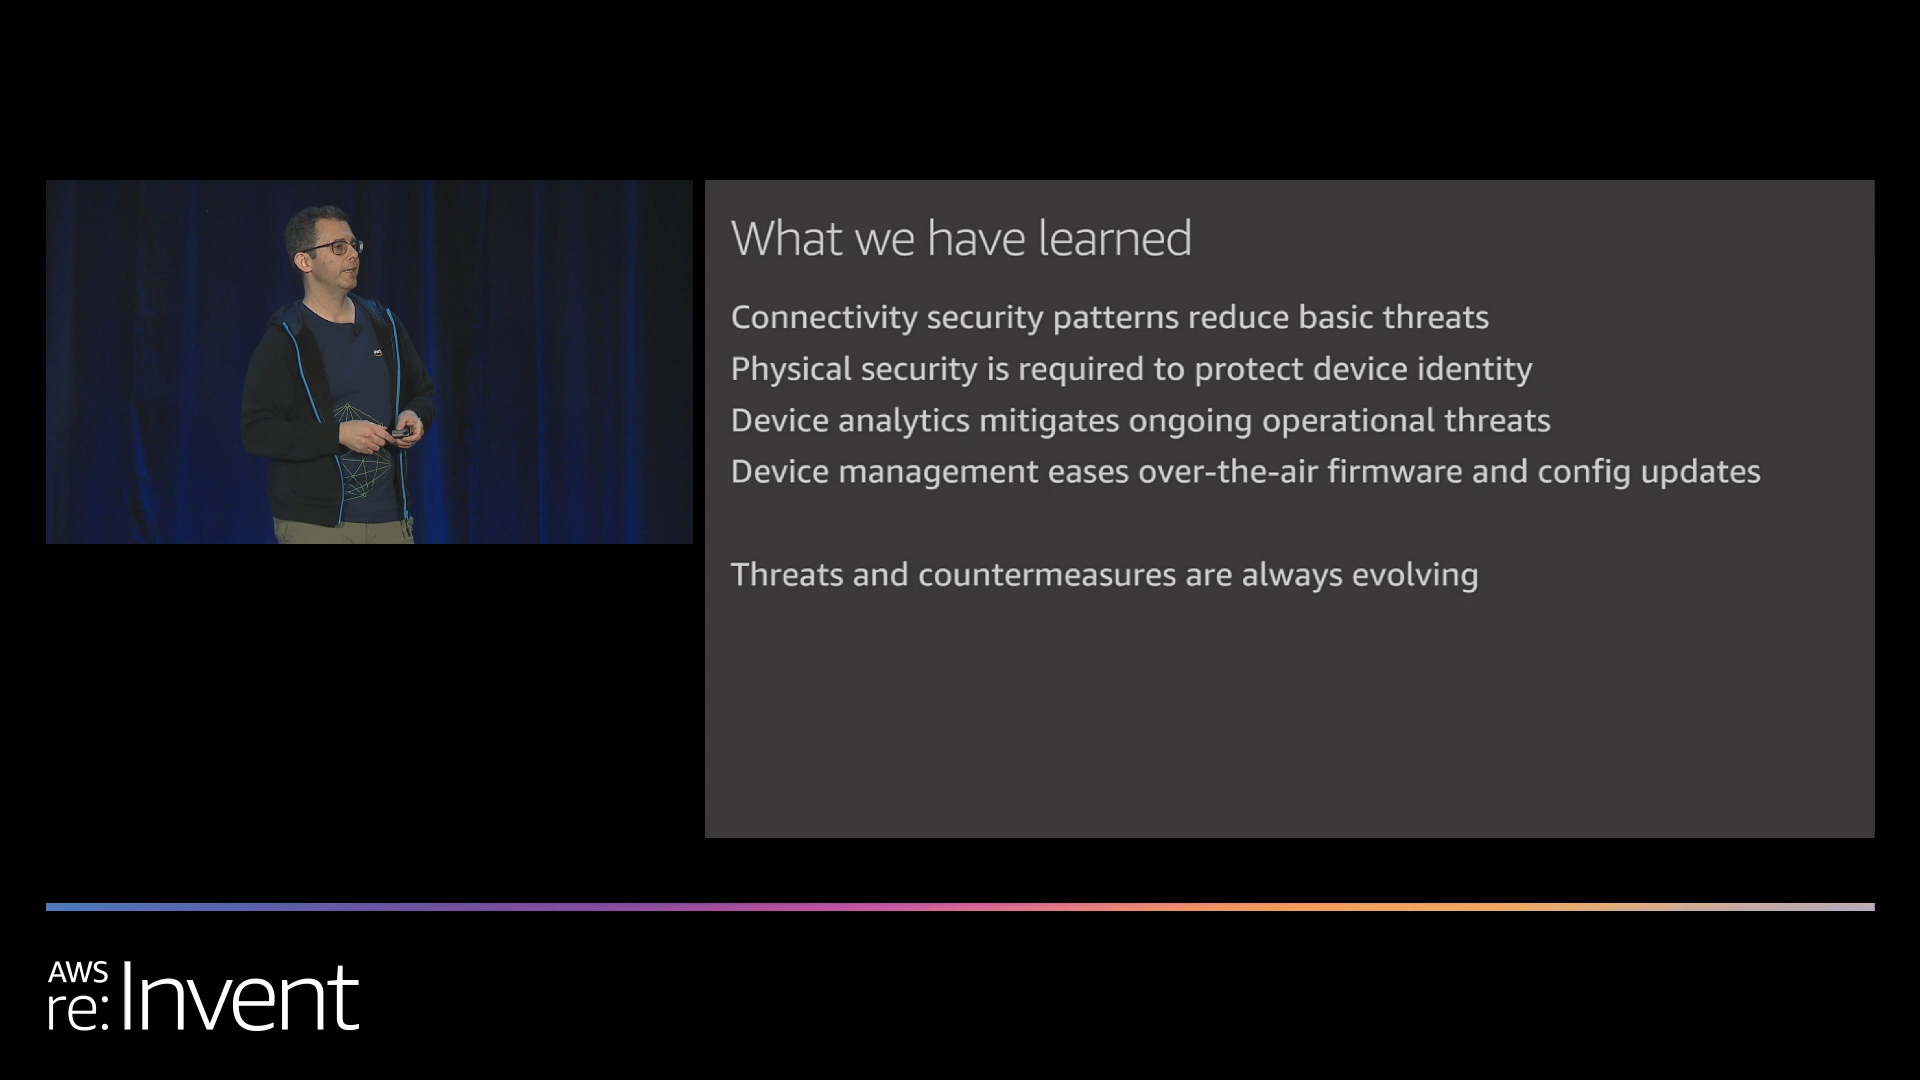 What we have learned
Connectivity security patterns reduce basic threats
Physical security is required to protect device identity
Device analytics mitigates ongoing operational threats
Device management eases over-the-air firmware and config updates
Threats and countermeasures are always evolving
AWS
re:Invent